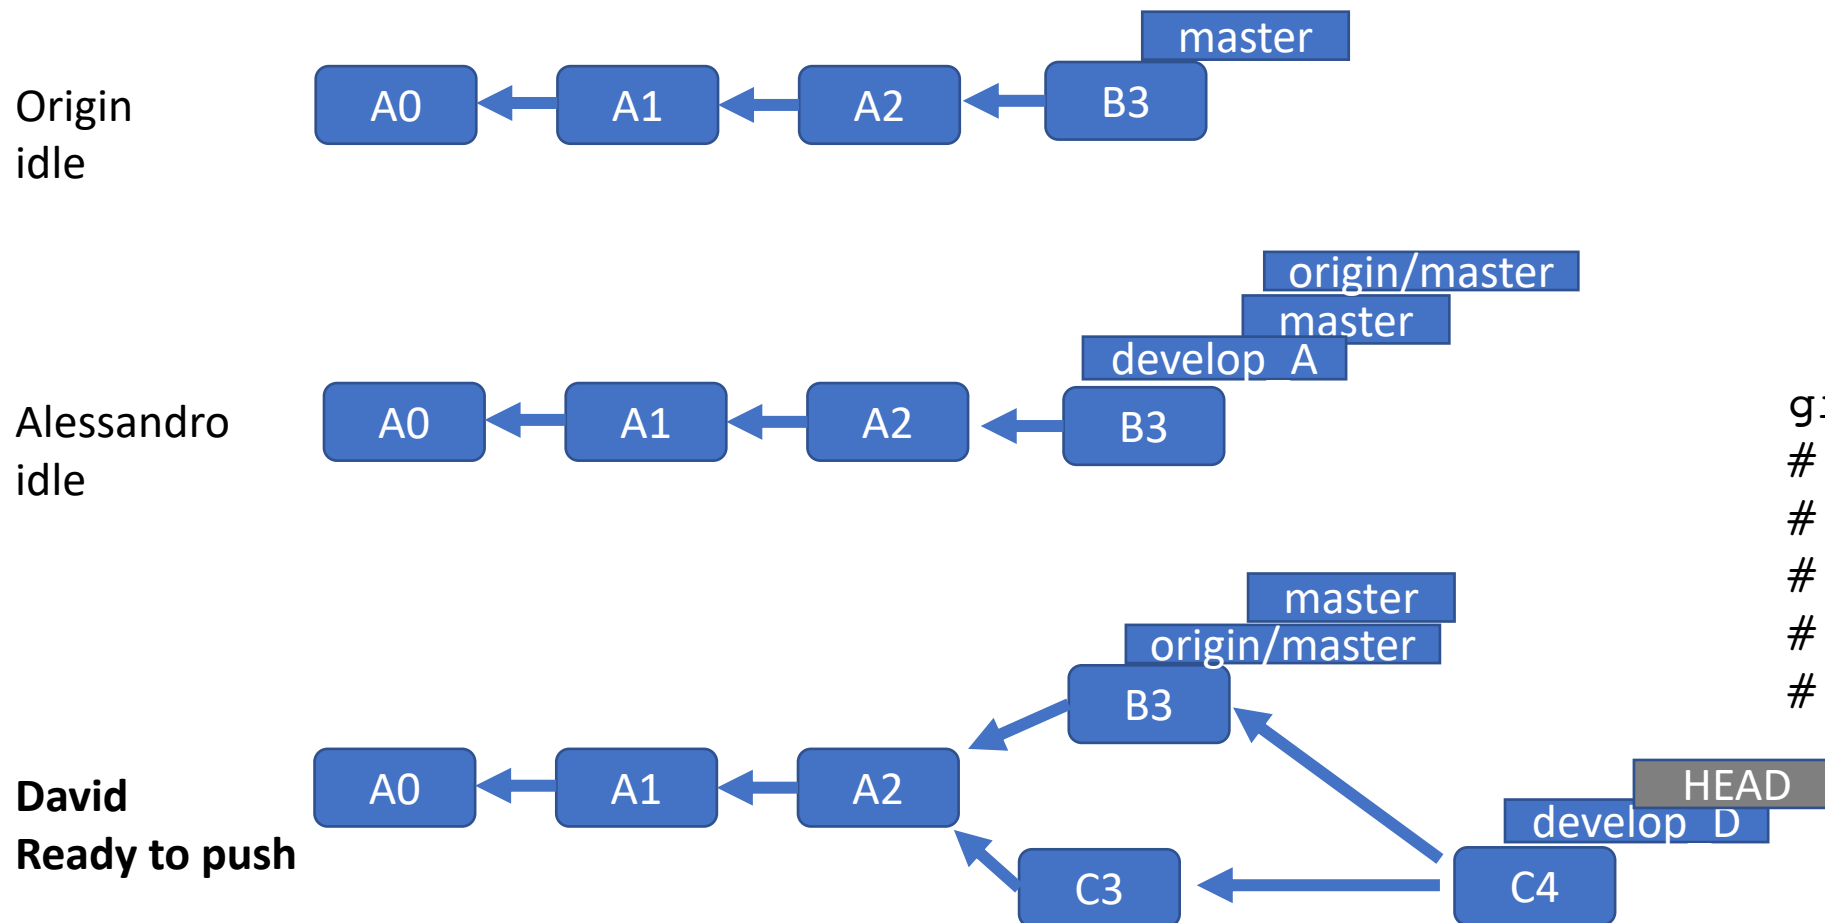 master
Origin
idle
A0
A1
A2
B3
origin/master
master
develop_A
Alessandro
idle
A0
A1
A2
B3
#
#
#
#
#
master
origin/master
B3
David
Ready to push
A0
A1
A2
HEAD
develop_D
C3
C4